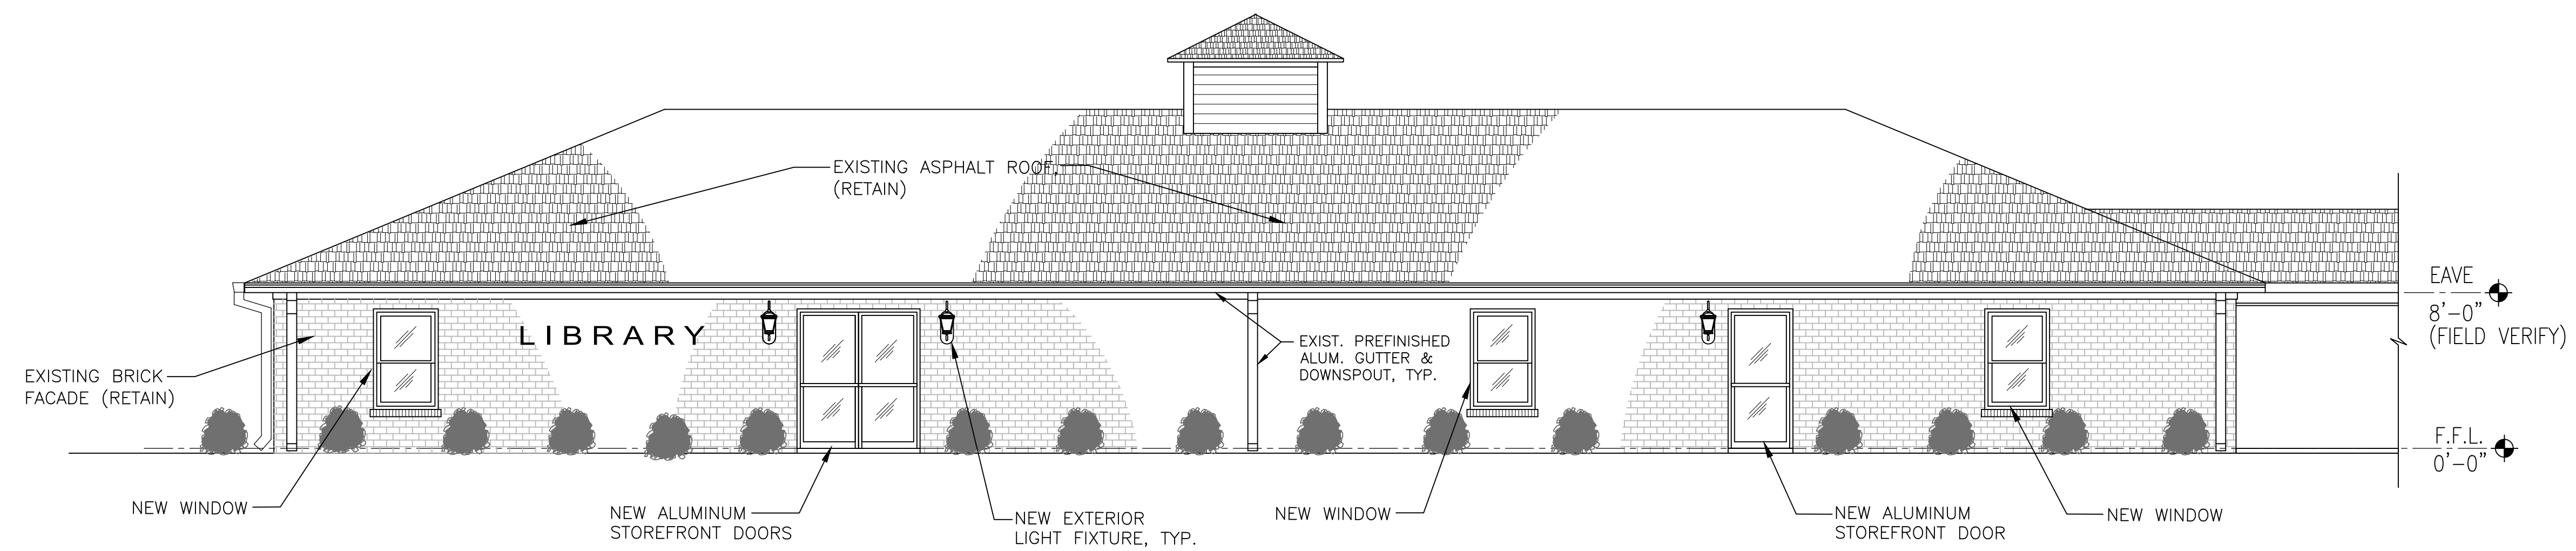 EXISTING ASPHALT ROOF,
(RETAIN)
EAVE
8'-0"
(FIELD VERIFY)
LIBRARY
EXIST. PREFINISHED
ALUM. GUTTER &
DOWNSPOUT, TYP.
EXISTING BRICK
FACADE (RETAIN)
F.F.L.
0'-0"
NEW WINDOW
NEW ALUMINUM
STOREFRONT DOORS
NEW EXTERIOR
LIGHT FIXTURE, TYP.
NEW WINDOW
NEW ALUMINUM
STOREFRONT DOOR
NEW WINDOW